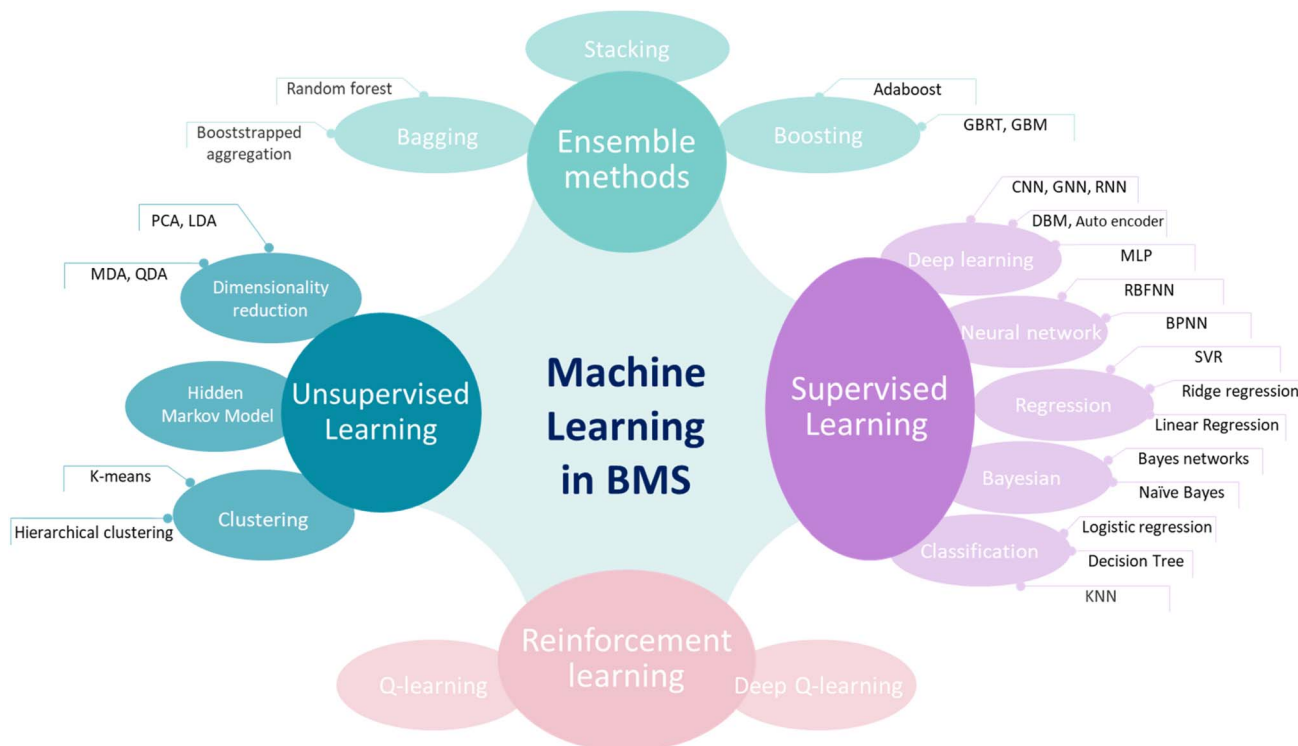 Stacking
Random forest
Adaboost
Booststrapped
aggregation
Bagging
Ensemble
methods
Boosting
GBRT, GBM
CNN, GNN, RNN
PCA, LDA
DBM, Auto encoder
MDA, QDA
Deep learning
MLP
Dimensionality
reduction
RBFNN
Neural network
BPNN
Hidden
Markov Model
Unsupervised
Learning
Machine
Learning
in BMS
Supervised
Learning
SVR
Ridge regression
Regression
Linear Regression
K-means
Bayes networks
Bayesian
Naïve Bayes
Hierarchical clustering
Clustering
Logistic regression
Classification
Decision Tree
KNN
Reinforcement
learning
Q-learning
Deep Q-learning